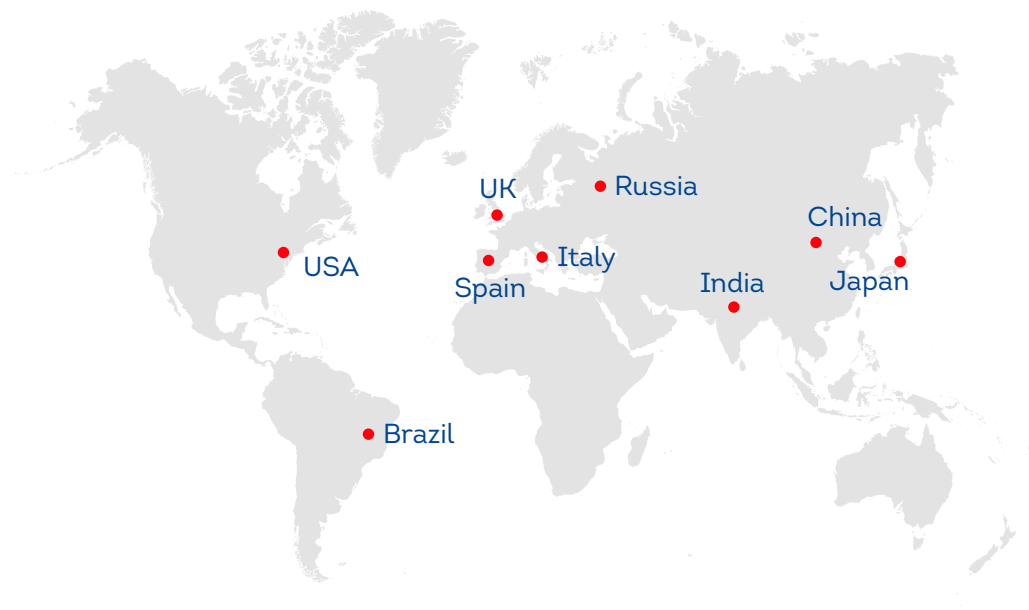 UK
Russia
China
USA
Italy
Spain
India
Japan
Brazil